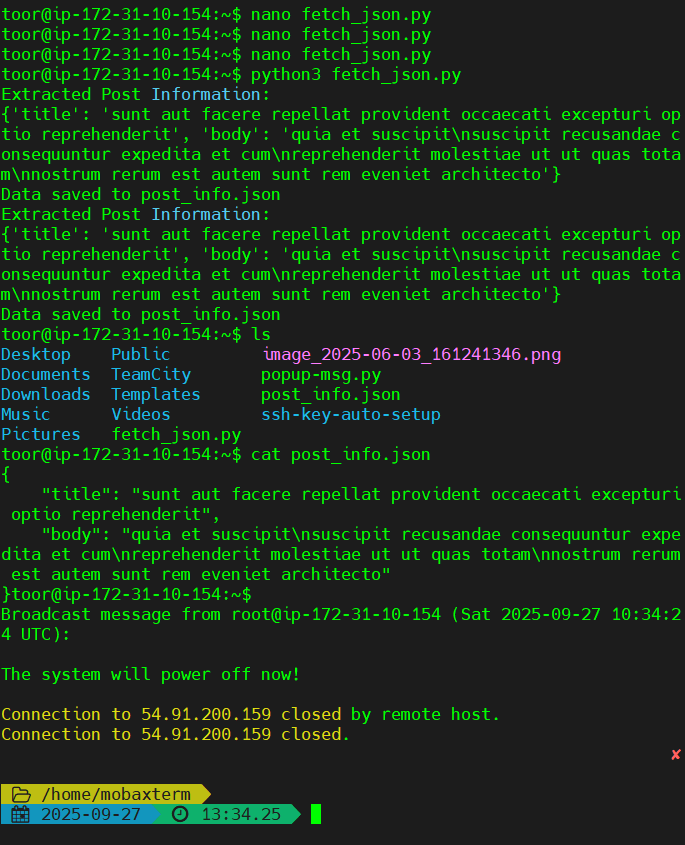 toor@ip-172-31-10-154:~$ nano fetch_json.py
toor@ip-172-31-10-154:~$ nano fetch_json.py
toor@ip-172-31-10-154:~$ nano fetch_json.py
toor@ip-172-31-10-154:~$ python3 fetch_json.py
Extracted Post Information:
{'title': 'sunt aut facere repellat provident occaecati excepturi op
tio reprehenderit', 'body': 'quia et suscipit\nsuscipit recusandae c
onsequuntur expedita et cum\nreprehenderit molestiae ut ut quas tota
m\nnostrum rerum est autem sunt rem eveniet architecto'}
Data saved to post_info.json
Extracted Post Information:
{'title': 'sunt aut facere repellat provident occaecati excepturi op
tio reprehenderit', 'body': 'quia et suscipit\nsuscipit recusandae c
onsequuntur expedita et cum\nreprehenderit molestiae ut ut quas tota
m\nnostrum rerum est autem sunt rem eveniet architecto'}
Data saved to post_info.json
toor@ip-172-31-10-154:~$ ls
Desktop    Public         image_2025-06-03_161241346.png
Documents  TeamCity       popup-msg.py
Downloads  Templates      post_info.json
Music      Videos         ssh-key-auto-setup
Pictures   fetch_json.py
toor@ip-172-31-10-154:~$ cat post_info.json
{
    "title": "sunt aut facere repellat provident occaecati excepturi
 optio reprehenderit",
    "body": "quia et suscipit\nsuscipit recusandae consequuntur expe
dita et cum\nreprehenderit molestiae ut ut quas totam\nnostrum rerum
 est autem sunt rem eveniet architecto"
}toor@ip-172-31-10-154:~$
Broadcast message from root@ip-172-31-10-154 (Sat 2025-09-27 10:34:2
4 UTC):
The system will power off now!
Connection to 54.91.200.159 closed by remote host.
Connection to 54.91.200.159 closed.
✘
/home/mobaxterm
2025-09-27 13:34.25